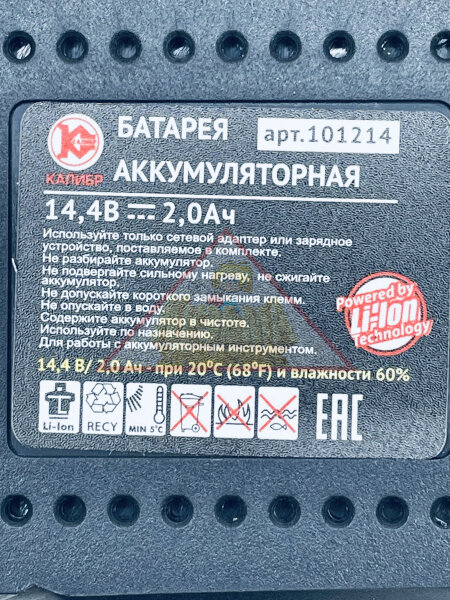 КАЛИБР
БАТАРЕЯ
арт.101214
АККУМУЛЯТОРНАЯ
КАЛИБР
14,4В 2,0Ач
Используйте только сетевой адаптер или зарядное
устройство, поставляемое в комплекте.
Не разбирайте аккумулятор.
Не подвергайте сильному нагреву, не сжигайте
аккумулятор.
Не допускайте короткого замыкания клемм.
Не опускайте в воду.
Содержите аккумулятор в чистоте.
Используйте по назначению.
Для работы с аккумуляторным инструментом.
Powered by
Li-Ion
Technology
14,4 В/ 2,0 Ач - при 20°C (68°F) и влажности 60%
Li-Ion
RECY
MIN 5°C
EAC